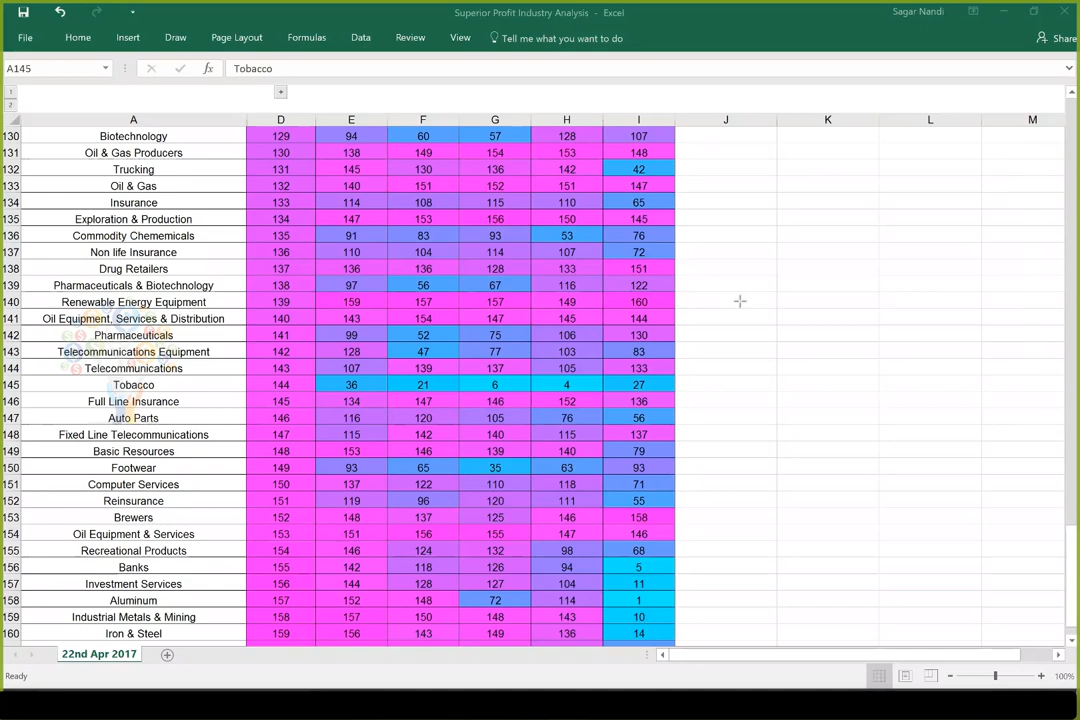 Superior Profit Industry Analysis - Excel
Sagar Nandi
File Home Insert Draw Page Layout Formulas Data Review View Tell me what you want to do Share
A145 fx Tobacco
1
2
A D E F G H I J K L M
130 Biotechnology 129 94 60 57 128 107
131 Oil & Gas Producers 130 138 149 154 153 148
132 Trucking 131 145 130 136 142 42
133 Oil & Gas 132 140 151 152 151 147
134 Insurance 133 114 108 115 110 65
135 Exploration & Production 134 147 153 156 150 145
136 Commodity Chememicals 135 91 83 93 53 76
137 Non life Insurance 136 110 104 114 107 72
138 Drug Retailers 137 136 136 128 133 151
139 Pharmaceuticals & Biotechnology 138 97 56 67 116 122
140 Renewable Energy Equipment 139 159 157 157 149 160
141 Oil Equipment, Services & Distribution 140 143 154 147 145 144
142 Pharmaceuticals 141 99 52 75 106 130
143 Telecommunications Equipment 142 128 47 77 103 83
144 Telecommunications 143 107 139 137 105 133
145 Tobacco 144 36 21 6 4 27
146 Full Line Insurance 145 134 147 146 152 136
147 Auto Parts 146 116 120 105 76 56
148 Fixed Line Telecommunications 147 115 142 140 115 137
149 Basic Resources 148 153 146 139 140 79
150 Footwear 149 93 65 35 63 93
151 Computer Services 150 137 122 110 118 71
152 Reinsurance 151 119 96 120 111 55
153 Brewers 152 148 137 125 146 158
154 Oil Equipment & Services 153 151 156 155 147 146
155 Recreational Products 154 146 124 132 98 68
156 Banks 155 142 118 126 94 5
157 Investment Services 156 144 128 127 104 11
158 Aluminum 157 152 148 72 114 1
159 Industrial Metals & Mining 158 157 150 148 143 10
160 Iron & Steel 159 156 143 149 136 14
22nd Apr 2017
Ready 100%